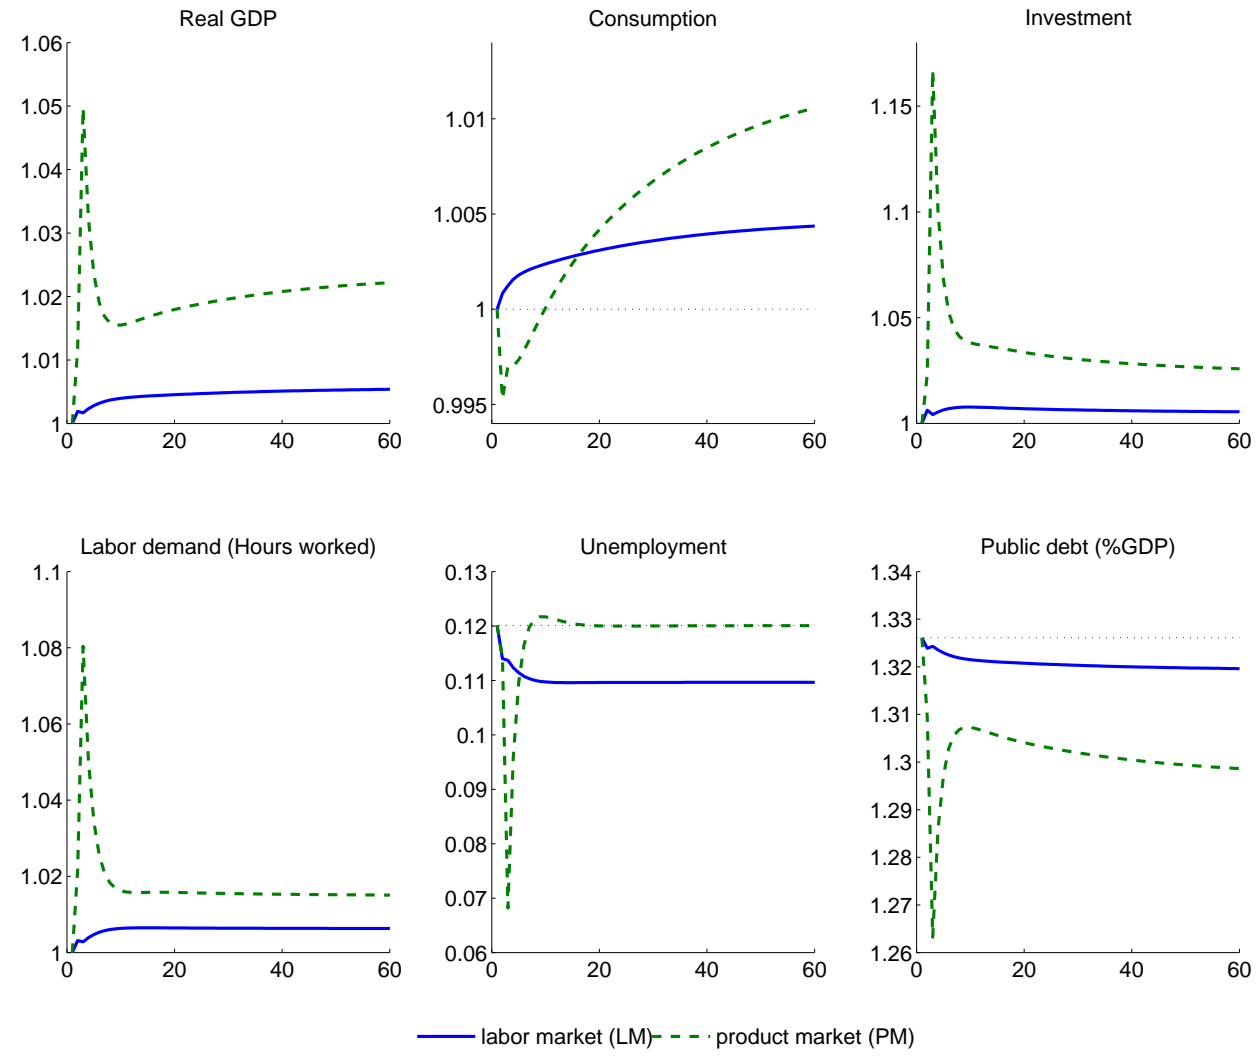 Real GDP
Consumption
Investment
1.06
1.05
1.04
1.03
1.02
1.01
1
0 20 40 60
1.01
1.005
1
0.995
0 20 40 60
1.15
1.1
1.05
1
0 20 40 60
Labor demand (Hours worked)
Unemployment
Public debt (%GDP)
1.1
1.08
1.06
1.04
1.02
1
0 20 40 60
0.13
0.12
0.11
0.1
0.09
0.08
0.07
0.06
0 20 40 60
1.34
1.33
1.32
1.31
1.3
1.29
1.28
1.27
1.26
0 20 40 60
labor market (LM) product market (PM)